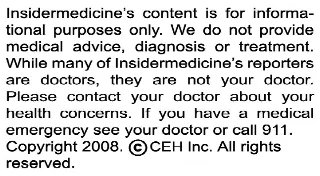 Insidermedicine's content is for informa-
tional purposes only. We do not provide
medical advice, diagnosis or treatment.
While many of Insidermedicine's reporters
are doctors, they are not your doctor.
Please contact your doctor about your
health concerns. If you have a medical
emergency see your doctor or call 911.
Copyright 2008. ©CEH Inc. All rights
reserved.